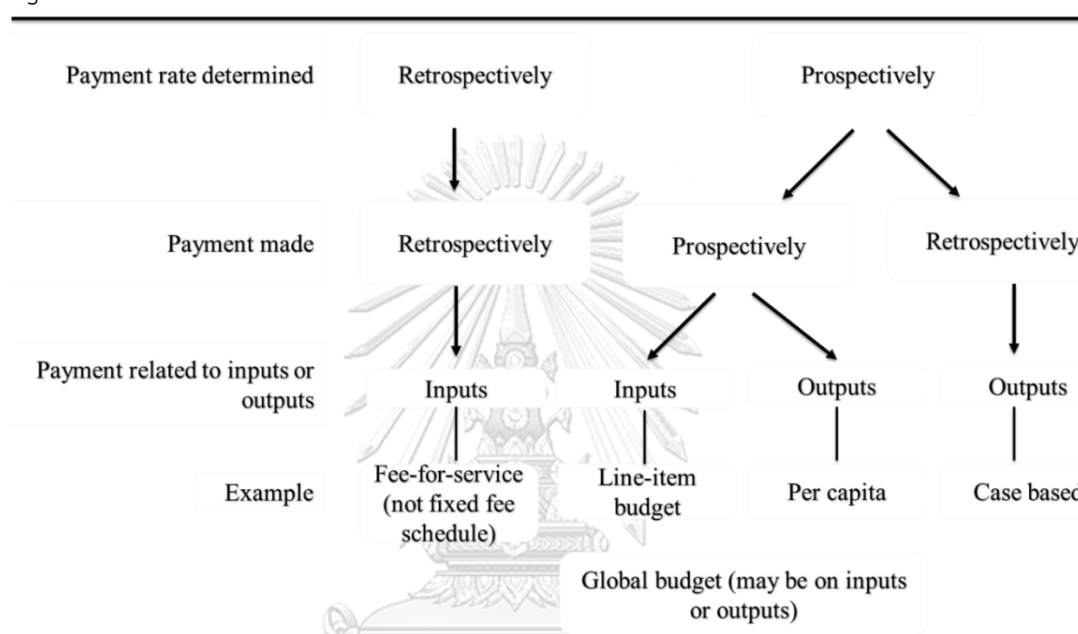 Payment rate determined
Retrospectively
Prospectively
Payment made
Retrospectively
Prospectively
Retrospectively
Payment related to inputs or
outputs
Inputs
Inputs
Outputs
Outputs
Example
Fee-for-service
(not fixed fee
schedule)
Line-item
budget
Per capita
Case based
Global budget (may be on inputs
or outputs)